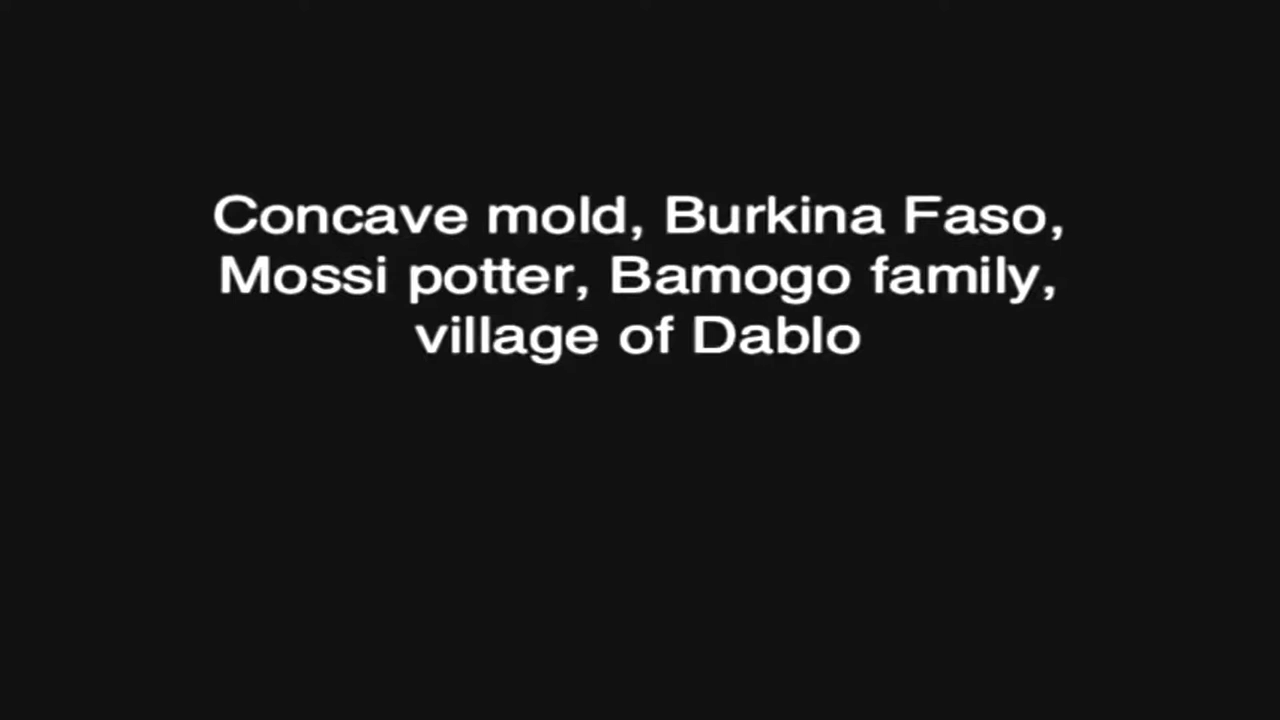 Concave mold, Burkina Faso,
Mossi potter, Bamogo family,
village of Dablo